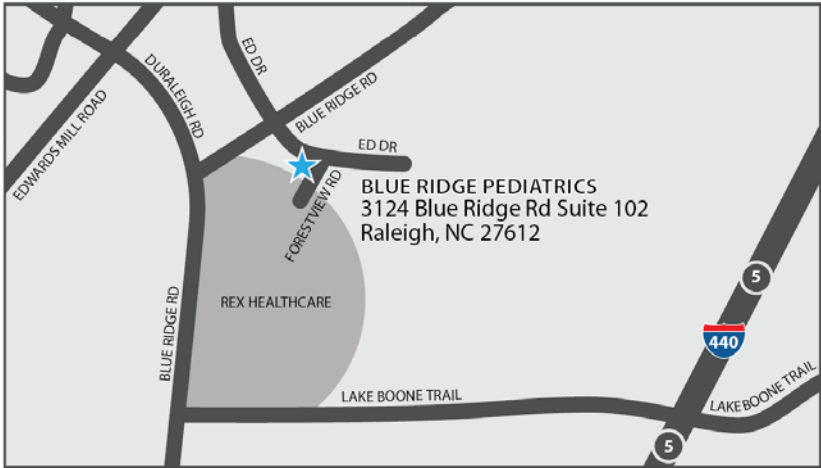 ED DR
DURALEIGH RD
BLUE RIDGE RD
EDWARDS MILL ROAD
ED DR
FORESTVIEW RD
BLUE RIDGE PEDIATRICS
3124 Blue Ridge Rd Suite 102
Raleigh, NC 27612
5
REX HEALTHCARE
BLUE RIDGE RD
440
LAKE BOONE TRAIL
LAKE BOONE TRAIL
5